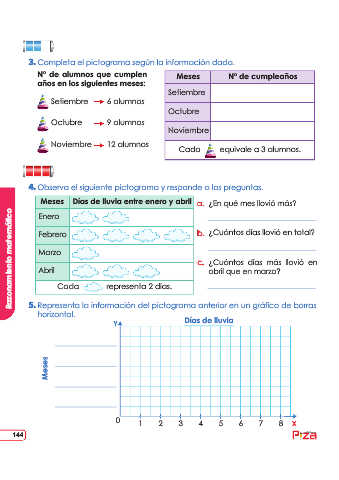 3. Completa el pictograma según la información dada.
Nº de alumnos que cumplen
años en los siguientes meses:
Setiembre → 6 alumnos
Octubre → 9 alumnos
Noviembre → 12 alumnos
Meses Nº de cumpleaños
Setiembre
Octubre
Noviembre
Cada equivale a 3 alumnos.
4. Observa el siguiente pictograma y responde a las preguntas.
Meses Días de lluvia entre enero y abril
Enero
Febrero
Marzo
Abril
Cada representa 2 días.
a. ¿En qué mes llovió más?
b. ¿Cuántos días llovió en total?
c. ¿Cuántos días más llovió en
abril que en marzo?
5. Representa la información del pictograma anterior en un gráfico de barras
horizontal.
Días de lluvia
Y
Meses
0 1 2 3 4 5 6 7 8 X
Razonamiento matemático
144